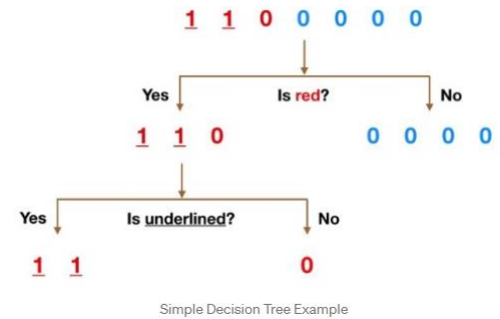 1 1 0 0 0 0 0
Yes Is red? No
1 1 0 0 0 0 0
Yes Is underlined? No
1 1 0
Simple Decision Tree Example